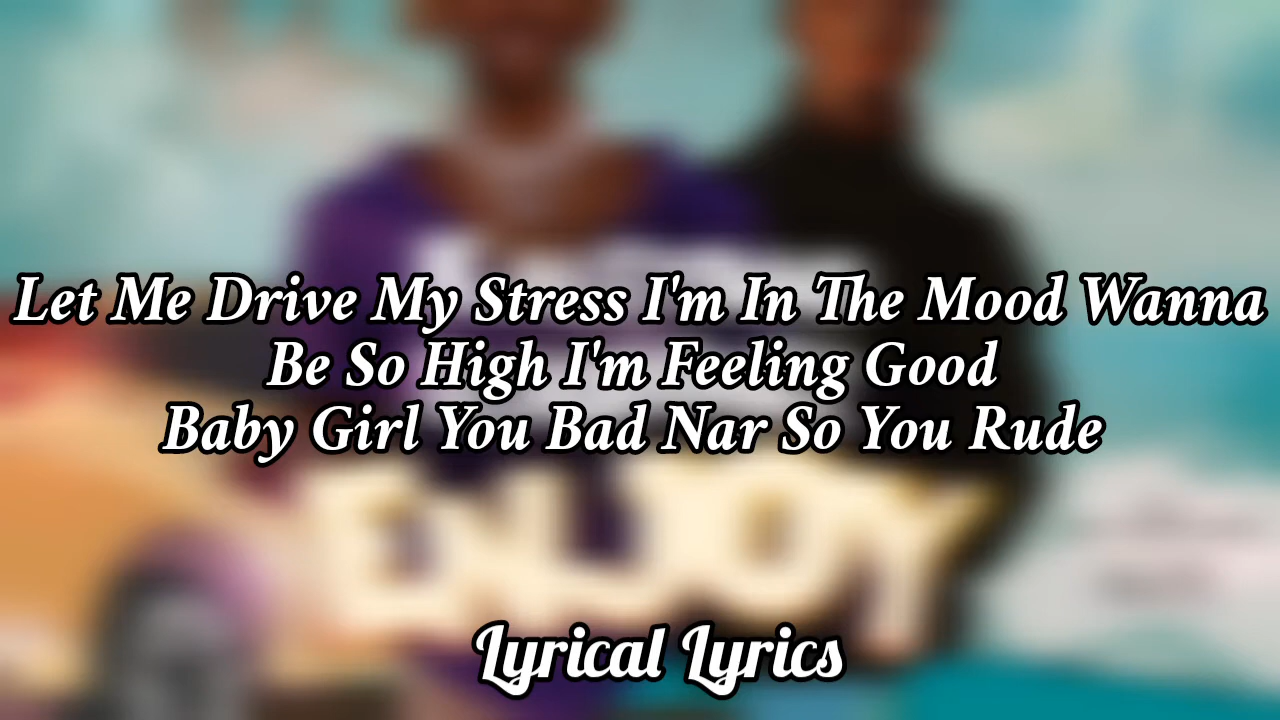 Let Me Drive My Stress I'm In The Mood Wanna
Be So High I'm Feeling Good
Baby Girl You Bad Nar So You Rude
ENJOY
Lyrical Lyrics